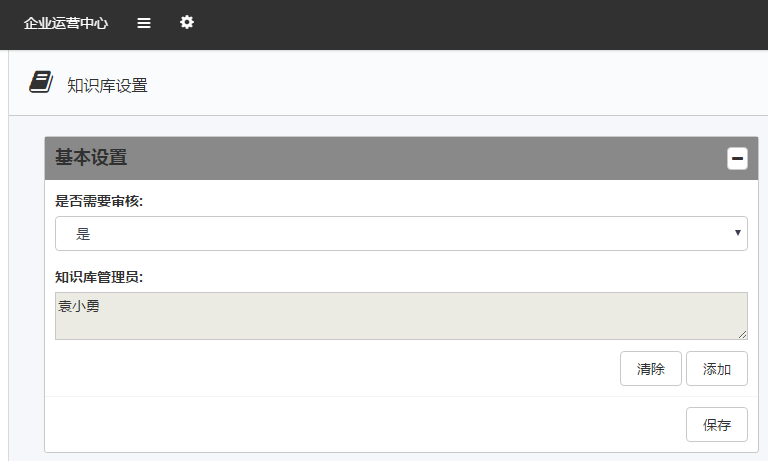 企业运营中心
知识库设置
基本设置
是否需要审核:
是
知识库管理员:
袁小勇
清除 添加
保存